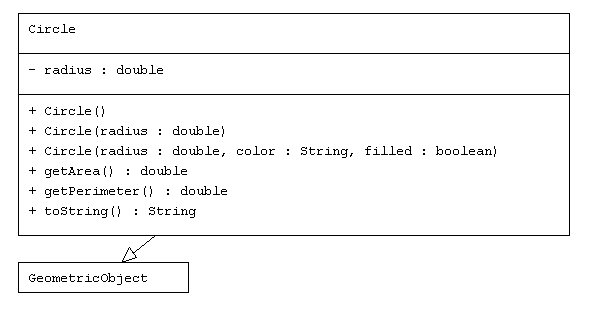 Circle
- radius : double
+ Circle()
+ Circle(radius : double)
+ Circle(radius : double, color : String, filled : boolean)
+ getArea() : double
+ getPerimeter() : double
+ toString() : String
GeometricObject